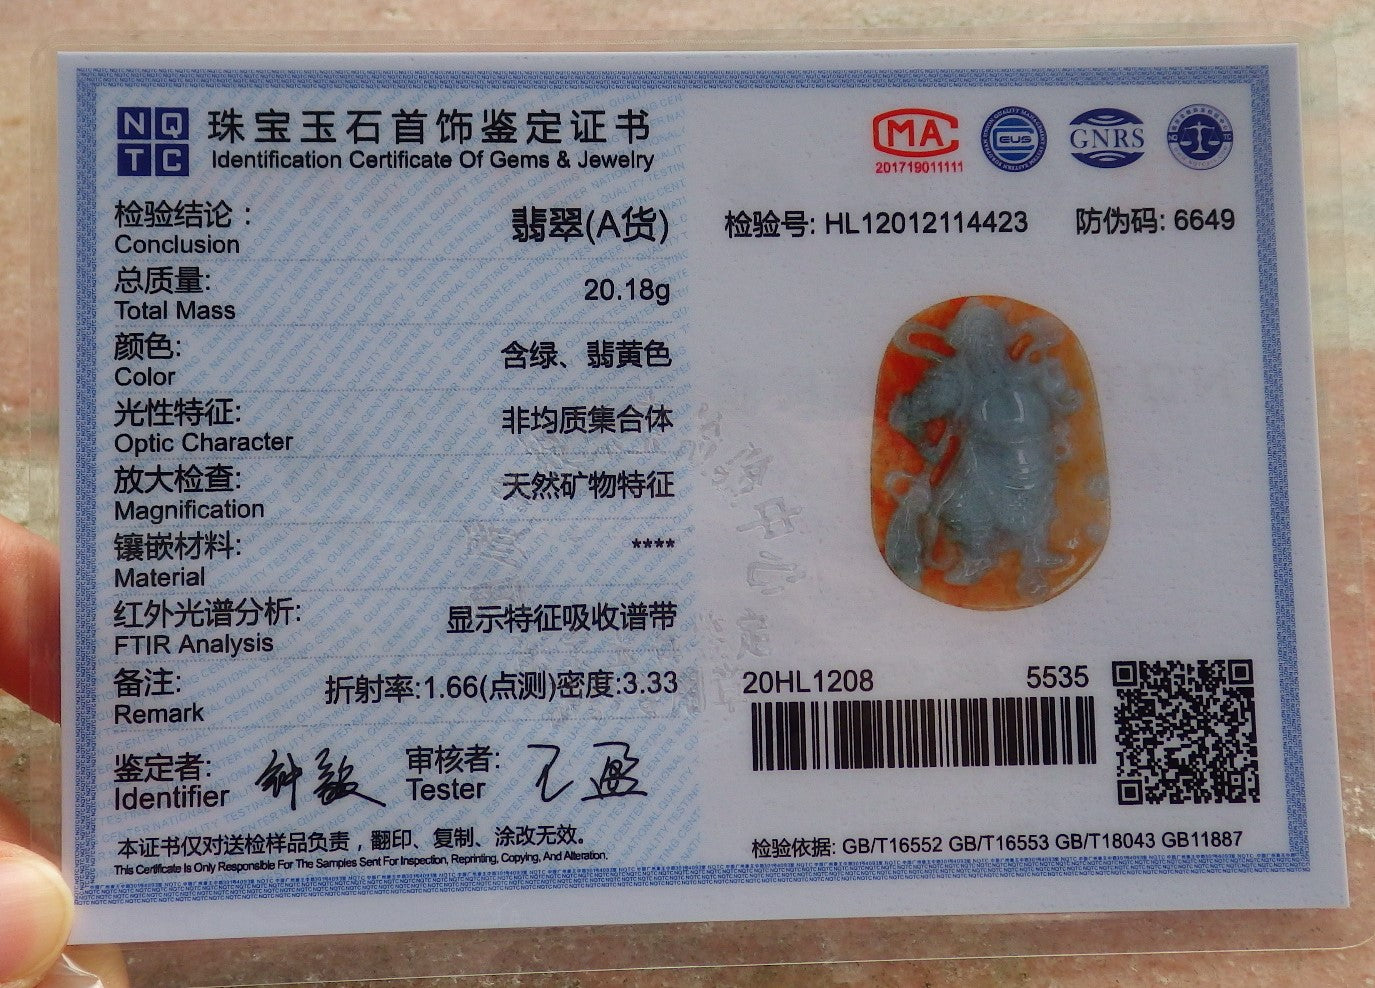 NQ
TC
珠宝玉石首饰鉴定证书
Identification Certificate Of Gems & Jewelry
检验结论： 翡翠(A货)
Conclusion
总质量: 20.18g
Total Mass
颜色: 含绿、翡黄色
Color
光性特征: 非均质集合体
Optic Character
放大检查: 天然矿物特征
Magnification
镶嵌材料: ****
Material
红外光谱分析: 显示特征吸收谱带
FTIR Analysis
备注: 折射率:1.66(点测)密度:3.33
Remark
鉴定者: 审核者:
Identifier Tester
本证书仅对送检样品负责，翻印、复制、涂改无效。
This Certificate Is Only Responsible For The Samples Sent For Inspection, Reprinting, Copying, And Alteration.
MA
201719011111
CUS
GNRS
检验号: HL12012114423 防伪码: 6649
20HL1208 5535
检验依据: GB/T16552 GB/T16553 GB/T18043 GB11887